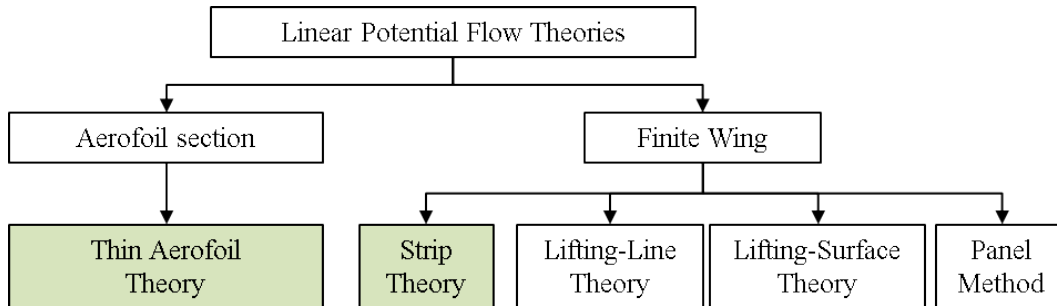 Linear Potential Flow Theories
Aerofoil section
Finite Wing
Thin Aerofoil
Theory
Strip
Theory
Lifting-Line
Theory
Lifting-Surface
Theory
Panel
Method